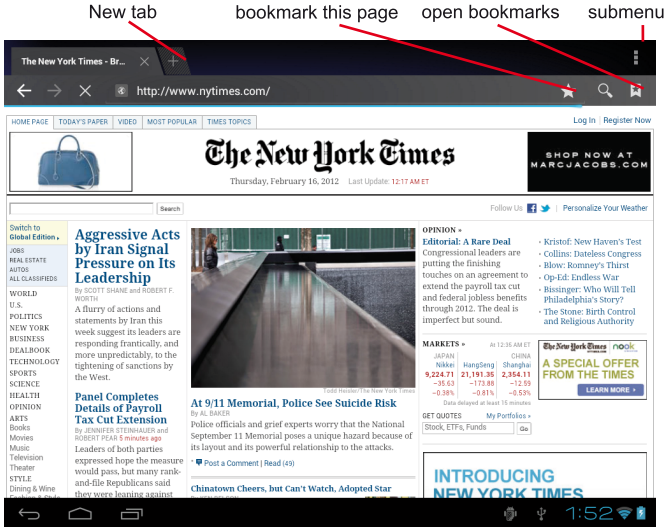 New tab
bookmark this page
open bookmarks
submenu
The New York Times - Br...
http://www.nytimes.com/
HOME PAGE
TODAY'S PAPER
VIDEO
MOST POPULAR
TIMES TOPICS
Log In
Register Now
The New York Times
Thursday, February 16, 2012 Last Update: 12:17 AM ET
SHOP NOW AT
MARCJACOBS.COM
Search
Follow Us
Personalize Your Weather
Switch to
Global Edition
JOBS
REAL ESTATE
AUTOS
ALL CLASSIFIEDS
WORLD
U.S.
POLITICS
NEW YORK
BUSINESS
DEALBOOK
TECHNOLOGY
SPORTS
SCIENCE
HEALTH
OPINION
ARTS
Books
Movies
Music
Television
Theater
STYLE
Dining & Wine
Fashion & Style
Aggressive Acts
by Iran Signal
Pressure on Its
Leadership
By SCOTT SHANE and ROBERT F.
WORTH
A flurry of actions and
statements by Iran this
week suggest its leaders are
responding frantically, and
more unpredictably, to the
tightening of sanctions by
the West.
Panel Completes
Details of Payroll
Tax Cut Extension
By JENNIFER STEINHAUER and
ROBERT PEAR 5 minutes ago
Leaders of both parties
expressed hope the measure
would pass, but many rank-
and-file Republicans said
they were leaning against
Todd Heisler/The New York Times
At 9/11 Memorial, Police See Suicide Risk
By AL BAKER
Police officials and grief experts worry that the National
September 11 Memorial poses a unique hazard because of
its layout and its powerful relationship to the attacks.
Post a Comment | Read (49)
Chinatown Cheers, but Can't Watch, Adopted Star
OPINION »
Editorial: A Rare Deal
Congressional leaders are
putting the finishing
touches on an agreement to
extend the payroll tax cut
and federal jobless benefits
through 2012. The deal is
imperfect but sound.
· Kristof: New Haven's Test
· Collins: Dateless Congress
· Blow: Romney's Thirst
· Op-Ed: Endless War
· Bissinger: Who Will Tell
Philadelphia's Story?
· The Stone: Birth Control
and Religious Authority
MARKETS » At 12:35 AM ET
JAPAN CHINA
Nikkei HangSeng Shanghai
9,224.71 21,191.35 2,354.11
-35.63 -173.88 -12.59
-0.38% -0.81% -0.53%
Data delayed at least 15 minutes
GET QUOTES My Portfolios »
Stock, ETFs, Funds Go
The New York Times nook
A SPECIAL OFFER
FROM THE TIMES
LEARN MORE
INTRODUCING
NEW YORK TIMES
1:52